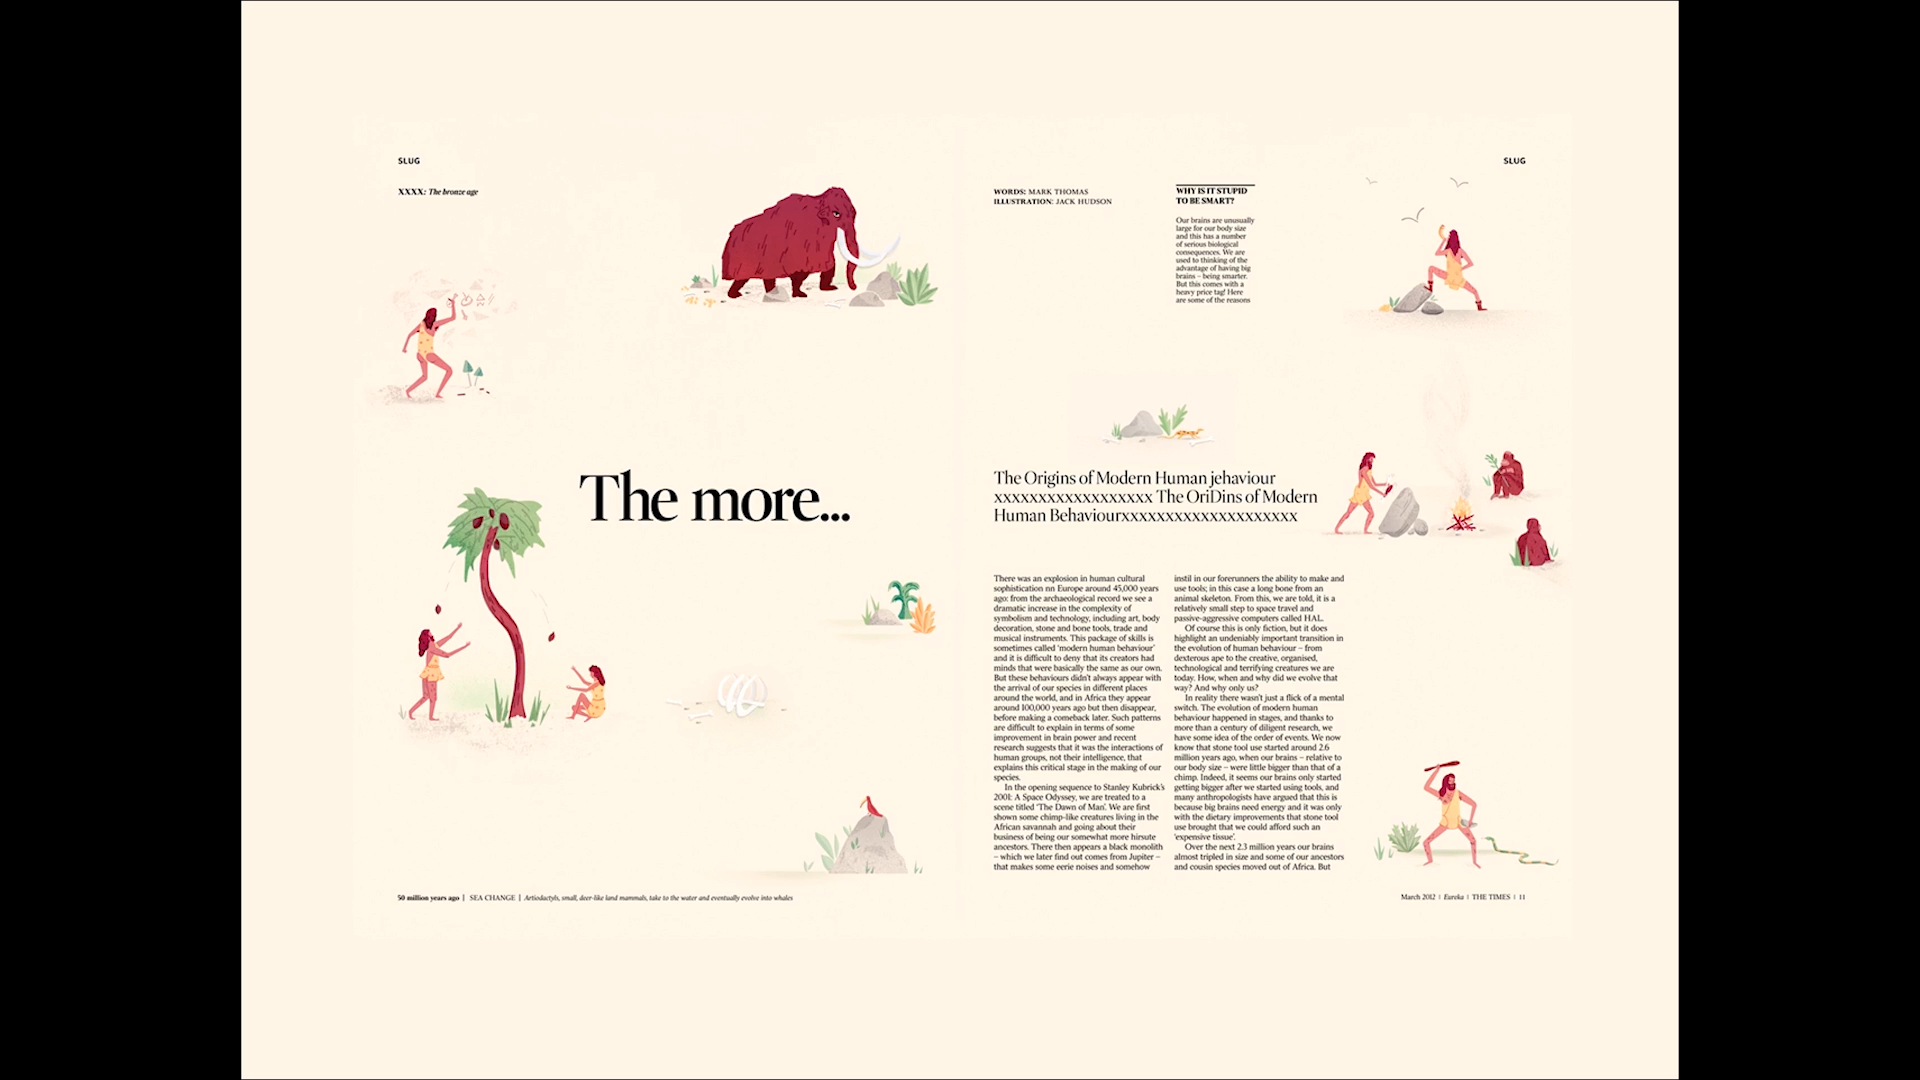 SLUG
SLUG
XXXX: The bronze age
WORDS: MARK THOMAS
ILLUSTRATION: JACK HUDSON
WHY IS IT STUPID
TO BE SMART?
Our brains are unusually
large for our body size
and this has a number
of serious biological
consequences. We are
used to thinking of the
advantage of having big
brains – being smarter.
But this comes with a
heavy price tag! Here
are some of the reasons
The more...
The Origins of Modern Human jehaviour
xxxxxxxxxxxxxxxxxx The OriDins of Modern
Human Behaviourxxxxxxxxxxxxxxxxxxxx
There was an explosion in human cultural
sophistication nn Europe around 45,000 years
ago: from the archaeological record we see a
dramatic increase in the complexity of
symbolism and technology, including art, body
decoration, stone and bone tools, trade and
musical instruments. This package of skills is
sometimes called ‘modern human behaviour’
and it is difficult to deny that its creators had
minds that were basically the same as our own.
But these behaviours didn’t always appear with
the arrival of our species in different places
around the world, and in Africa they appear
around 100,000 years ago but then disappear,
before making a comeback later. Such patterns
are difficult to explain in terms of some
improvement in brain power and recent
research suggests that it was the interactions of
human groups, not their intelligence, that
explains this critical stage in the making of our
species.
In the opening sequence to Stanley Kubrick’s
2001: A Space Odyssey, we are treated to a
scene titled ‘The Dawn of Man’. We are first
shown some chimp-like creatures living in the
African savannah and going about their
business of being our somewhat more hirsute
ancestors. There then appears a black monolith
– which we later find out comes from Jupiter –
that makes some eerie noises and somehow
instil in our forerunners the ability to make and
use tools; in this case a long bone from an
animal skeleton. From this, we are told, it is a
relatively small step to space travel and
passive-aggressive computers called HAL.
Of course this is only fiction, but it does
highlight an undeniably important transition in
the evolution of human behaviour – from
dexterous ape to the creative, organised,
technological and terrifying creatures we are
today. How, when and why did we evolve that
way? And why only us?
In reality there wasn’t just a flick of a mental
switch. The evolution of modern human
behaviour happened in stages, and thanks to
more than a century of diligent research, we
have some idea of the order of events. We now
know that stone tool use started around 2.6
million years ago, when our brains – relative to
our body size – were little bigger than that of a
chimp. Indeed, it seems our brains only started
getting bigger after we started using tools, and
many anthropologists have argued that this is
because big brains need energy and it was only
with the dietary improvements that stone tool
use brought that we could afford such an
‘expensive tissue’.
Over the next 2.3 million years our brains
almost tripled in size and some of our ancestors
and cousin species moved out of Africa. But
50 million years ago | SEA CHANGE | Artiodactyls, small, deer-like land mammals, take to the water and eventually evolve into whales
March 2012 | Eureka | THE TIMES | 11